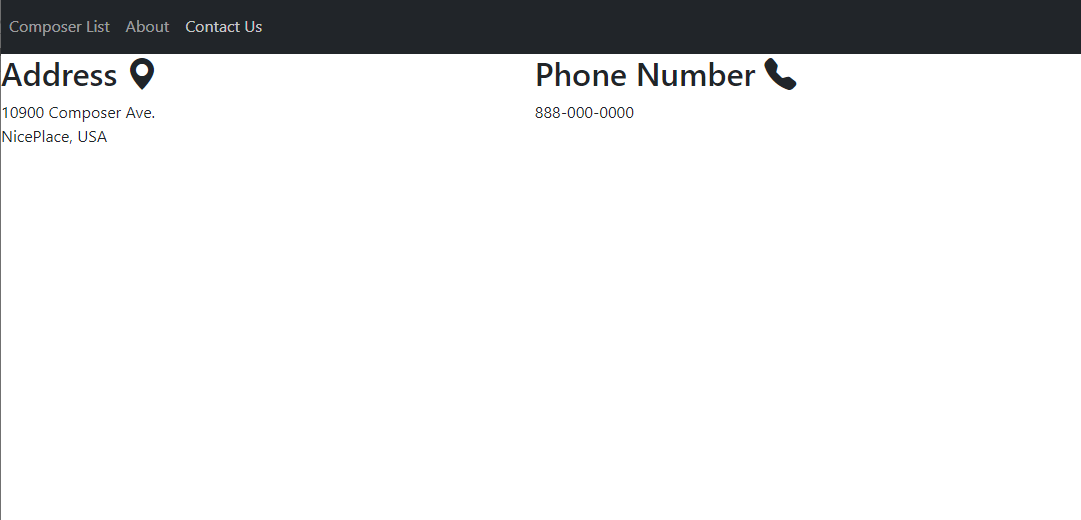 Composer List About Contact Us
Address
10900 Composer Ave.
NicePlace, USA
Phone Number
888-000-0000